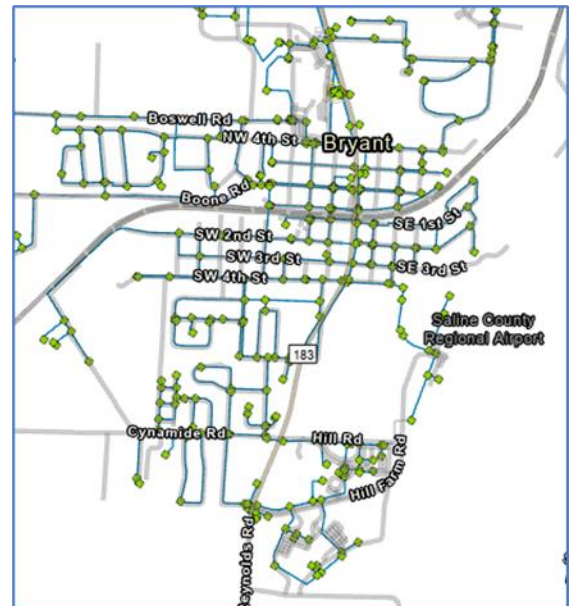 Boswell Rd
NW 4th St
Bryant
Boone Rd
SE 1st St
SW 2nd St
SW 3rd St
SE 3rd St
SW 4th St
Saline County
Regional Airport
183
Cynamide Rd
Hill Rd
Hill Farm Rd
eynolds Rd